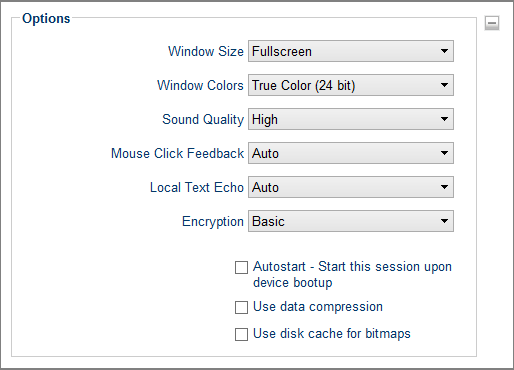 Options
Window Size Fullscreen
Window Colors True Color (24 bit)
Sound Quality High
Mouse Click Feedback Auto
Local Text Echo Auto
Encryption Basic
Autostart - Start this session upon
device bootup
Use data compression
Use disk cache for bitmaps